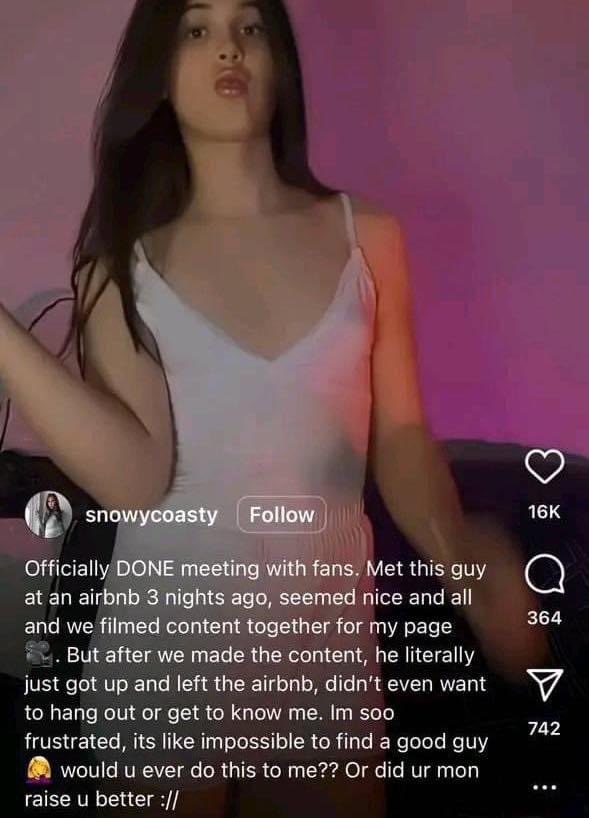 snowycoasty Follow
16K
Officially DONE meeting with fans. Met this guy
at an airbnb 3 nights ago, seemed nice and all
and we filmed content together for my page
🎥. But after we made the content, he literally
just got up and left the airbnb, didn't even want
to hang out or get to know me. Im soo
frustrated, its like impossible to find a good guy
🤦‍♀️ would u ever do this to me?? Or did ur mon
raise u better ://
364
742